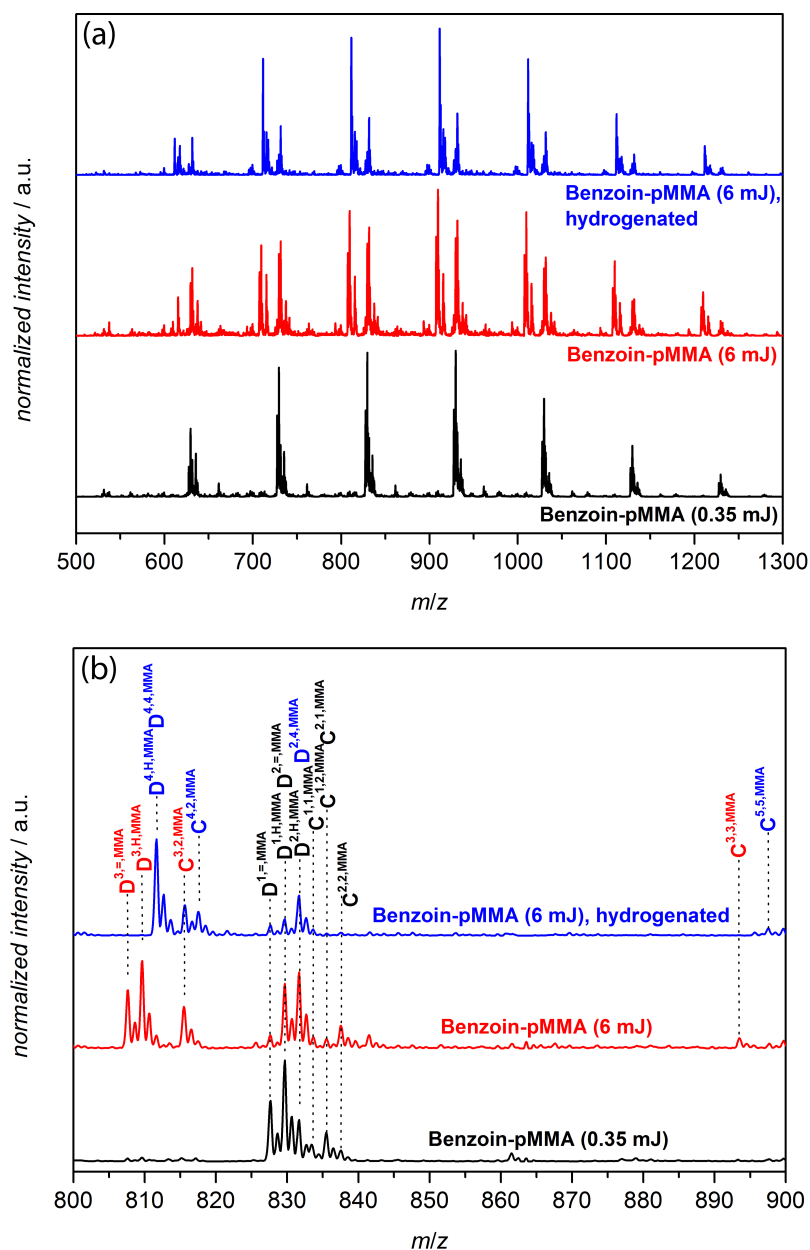 (a)
normalized intensity / a.u.
Benzoin-pMMA (6 mJ),
hydrogenated
Benzoin-pMMA (6 mJ)
Benzoin-pMMA (0.35 mJ)
500 600 700 800 900 1000 1100 1200 1300
m/z
(b)
normalized intensity / a.u.
D3,=,MMA
D3,H,MMA
D4,H,MMA D4,4,MMA
C3,2,MMA
C4,2,MMA
D1,=,MMA
D1,H,MMA D2,=,MMA
D2,H,MMA D2,4,MMA
C1,1,MMA
C1,2,MMA C2,1,MMA
C2,2,MMA
C3,3,MMA
C5,5,MMA
Benzoin-pMMA (6 mJ), hydrogenated
Benzoin-pMMA (6 mJ)
Benzoin-pMMA (0.35 mJ)
800 810 820 830 840 850 860 870 880 890 900
m/z